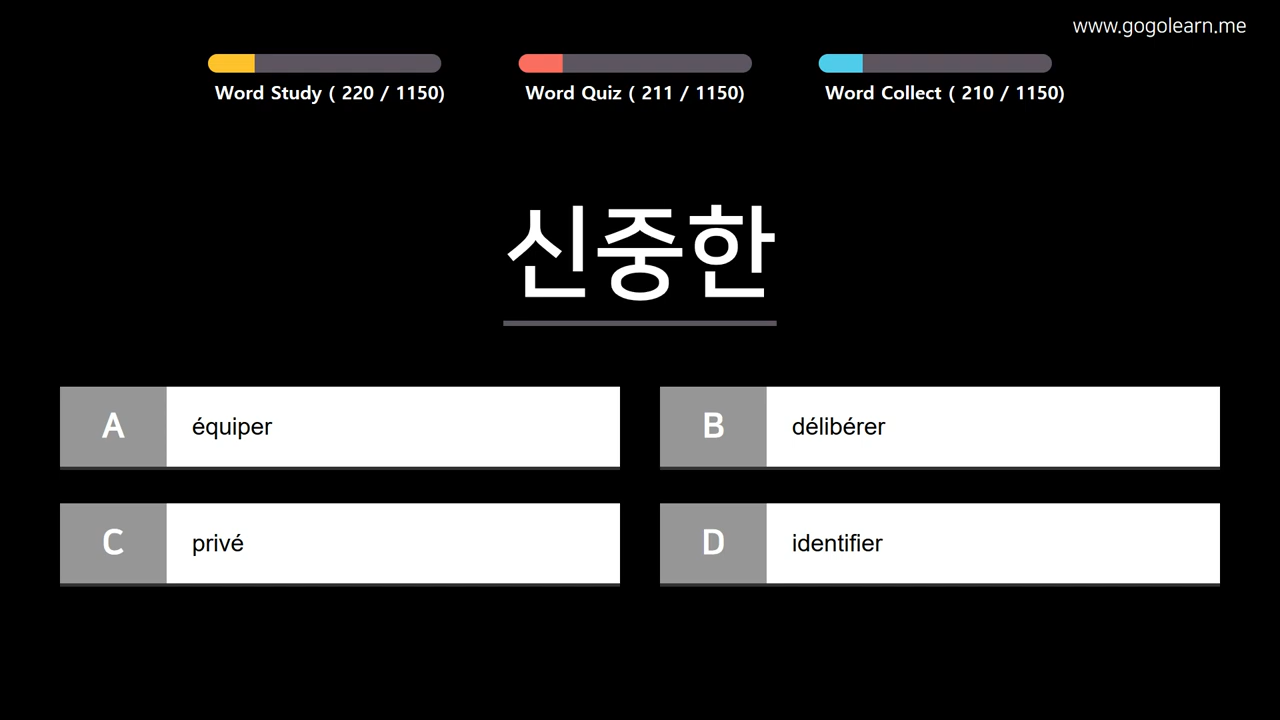 www.gogolearn.me
Word Study ( 220 / 1150)
Word Quiz ( 211 / 1150)
Word Collect ( 210 / 1150)
신중한
A équiper
B délibérer
C privé
D identifier